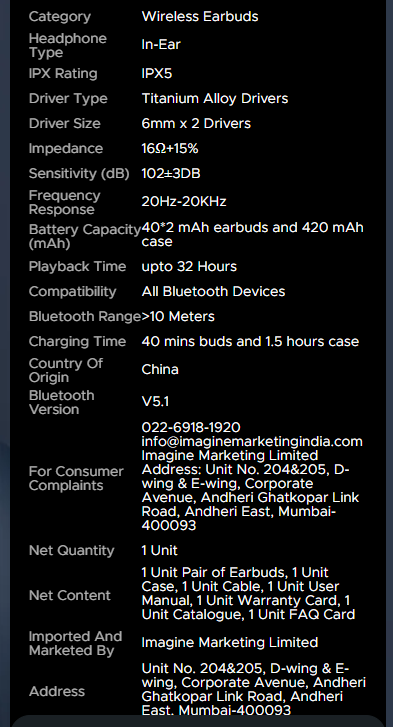 Category Wireless Earbuds
Headphone
Type In-Ear
IPX Rating IPX5
Driver Type Titanium Alloy Drivers
Driver Size 6mm x 2 Drivers
Impedance 16Ω+15%
Sensitivity (dB) 102±3DB
Frequency
Response 20Hz-20KHz
Battery Capacity
(mAh) 40*2 mAh earbuds and 420 mAh
case
Playback Time upto 32 Hours
Compatibility All Bluetooth Devices
Bluetooth Range >10 Meters
Charging Time 40 mins buds and 1.5 hours case
Country Of
Origin China
Bluetooth
Version V5.1
For Consumer
Complaints 022-6918-1920
info@imaginemarketingindia.com
Imagine Marketing Limited
Address: Unit No. 204&205, D-
wing & E-wing, Corporate
Avenue, Andheri Ghatkopar Link
Road, Andheri East, Mumbai-
400093
Net Quantity 1 Unit
Net Content 1 Unit Pair of Earbuds, 1 Unit
Case, 1 Unit Cable, 1 Unit User
Manual, 1 Unit Warranty Card, 1
Unit Catalogue, 1 Unit FAQ Card
Imported And
Marketed By Imagine Marketing Limited
Address Unit No. 204&205, D-wing & E-
wing, Corporate Avenue, Andheri
Ghatkopar Link Road, Andheri
East, Mumbai-400093